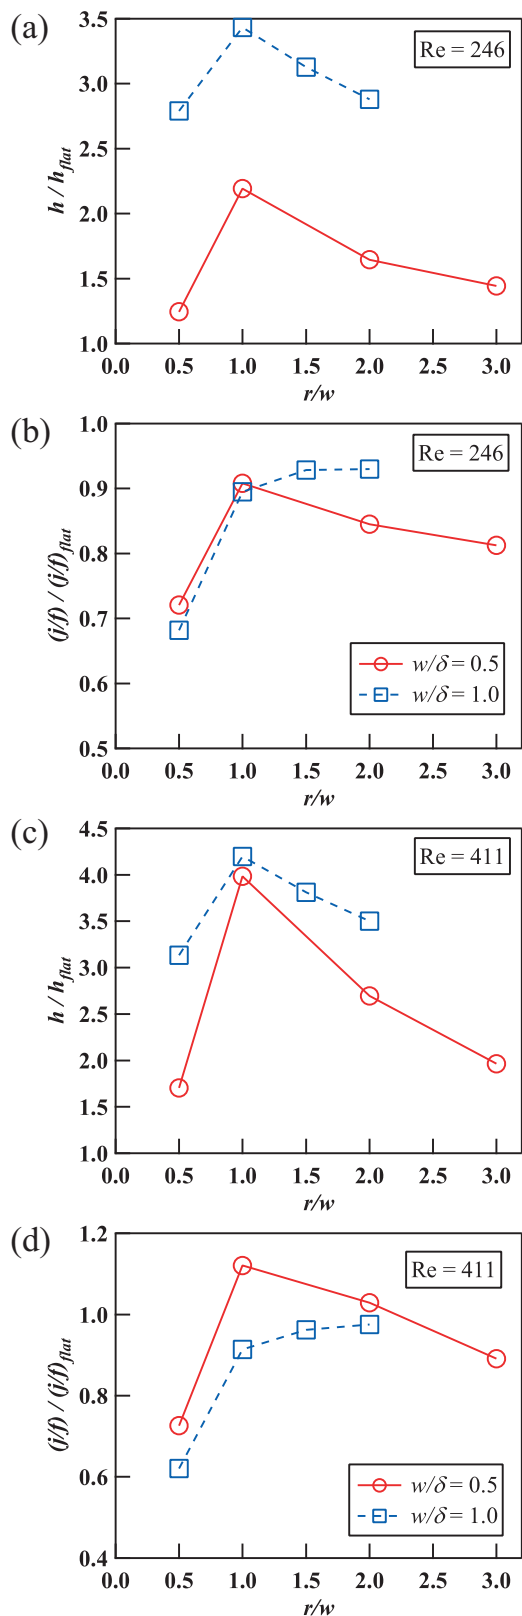 (a)
3.5
3.0
2.5
2.0
1.5
1.0
h / h_flat
Re = 246
0.0 0.5 1.0 1.5 2.0 2.5 3.0
r/w
(b)
1.0
0.9
0.8
0.7
0.6
0.5
(j/f) / (j/f)_flat
Re = 246
w/δ = 0.5
w/δ = 1.0
0.0 0.5 1.0 1.5 2.0 2.5 3.0
r/w
(c)
4.5
4.0
3.5
3.0
2.5
2.0
1.5
1.0
h / h_flat
Re = 411
0.0 0.5 1.0 1.5 2.0 2.5 3.0
r/w
(d)
1.2
1.0
0.8
0.6
0.4
(j/f) / (j/f)_flat
Re = 411
w/δ = 0.5
w/δ = 1.0
0.0 0.5 1.0 1.5 2.0 2.5 3.0
r/w